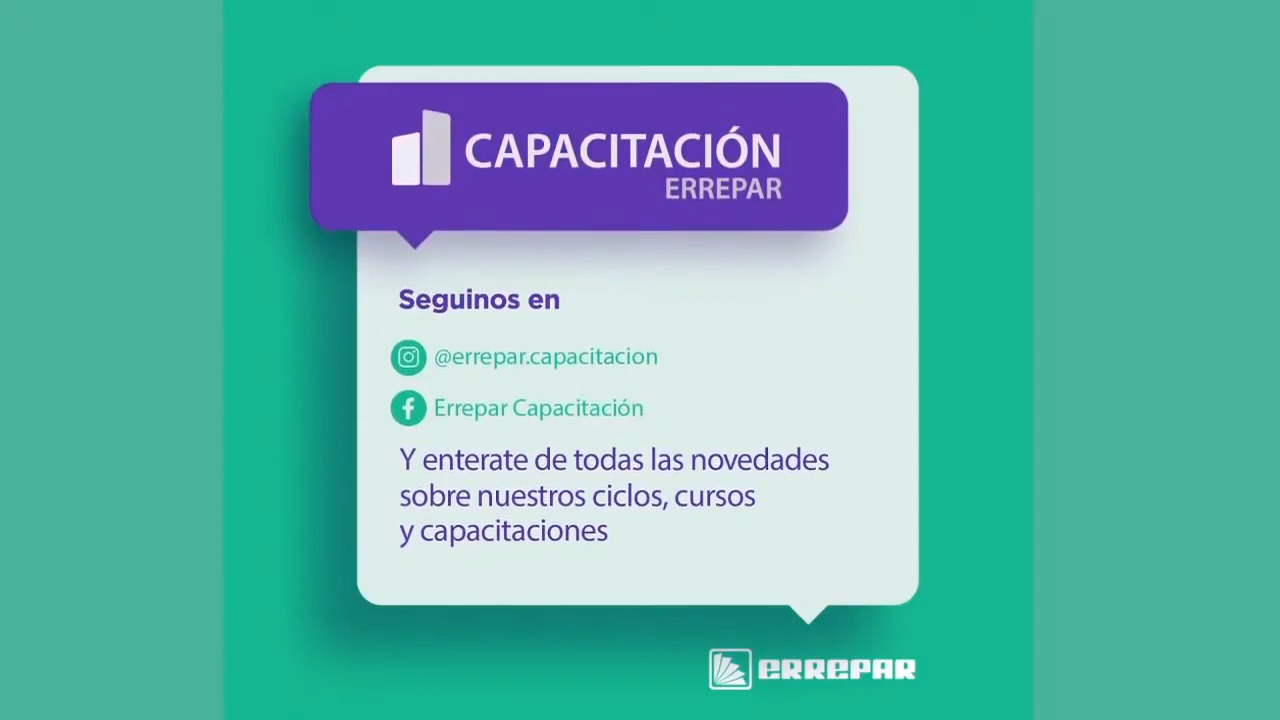 CAPACITACIÓN
ERREPAR
Seguinos en
@errepar.capacitacion
Errepar Capacitación
Y enterate de todas las novedades
sobre nuestros ciclos, cursos
y capacitaciones
ERREPAR